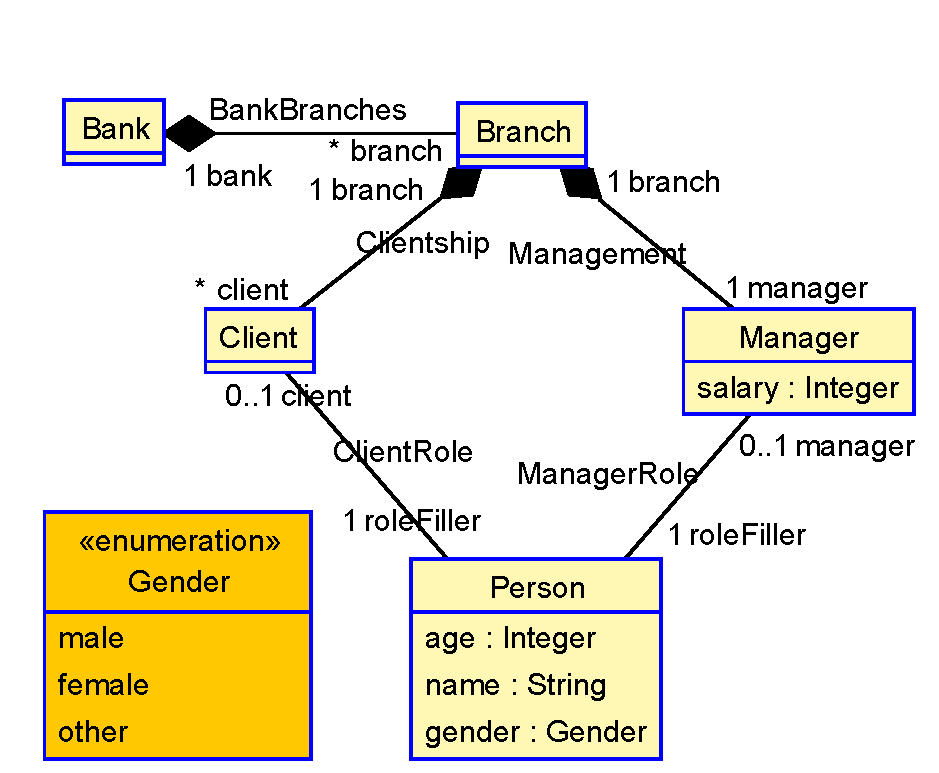 BankBranches
Bank
Branch
* branch
1 bank
1 branch
1 branch
Clientship
Management
* client
1 manager
Client
Manager
salary : Integer
0..1 client
0..1 manager
ClientRole
ManagerRole
1 roleFiller
1 roleFiller
«enumeration»
Gender
male
female
other
Person
age : Integer
name : String
gender : Gender